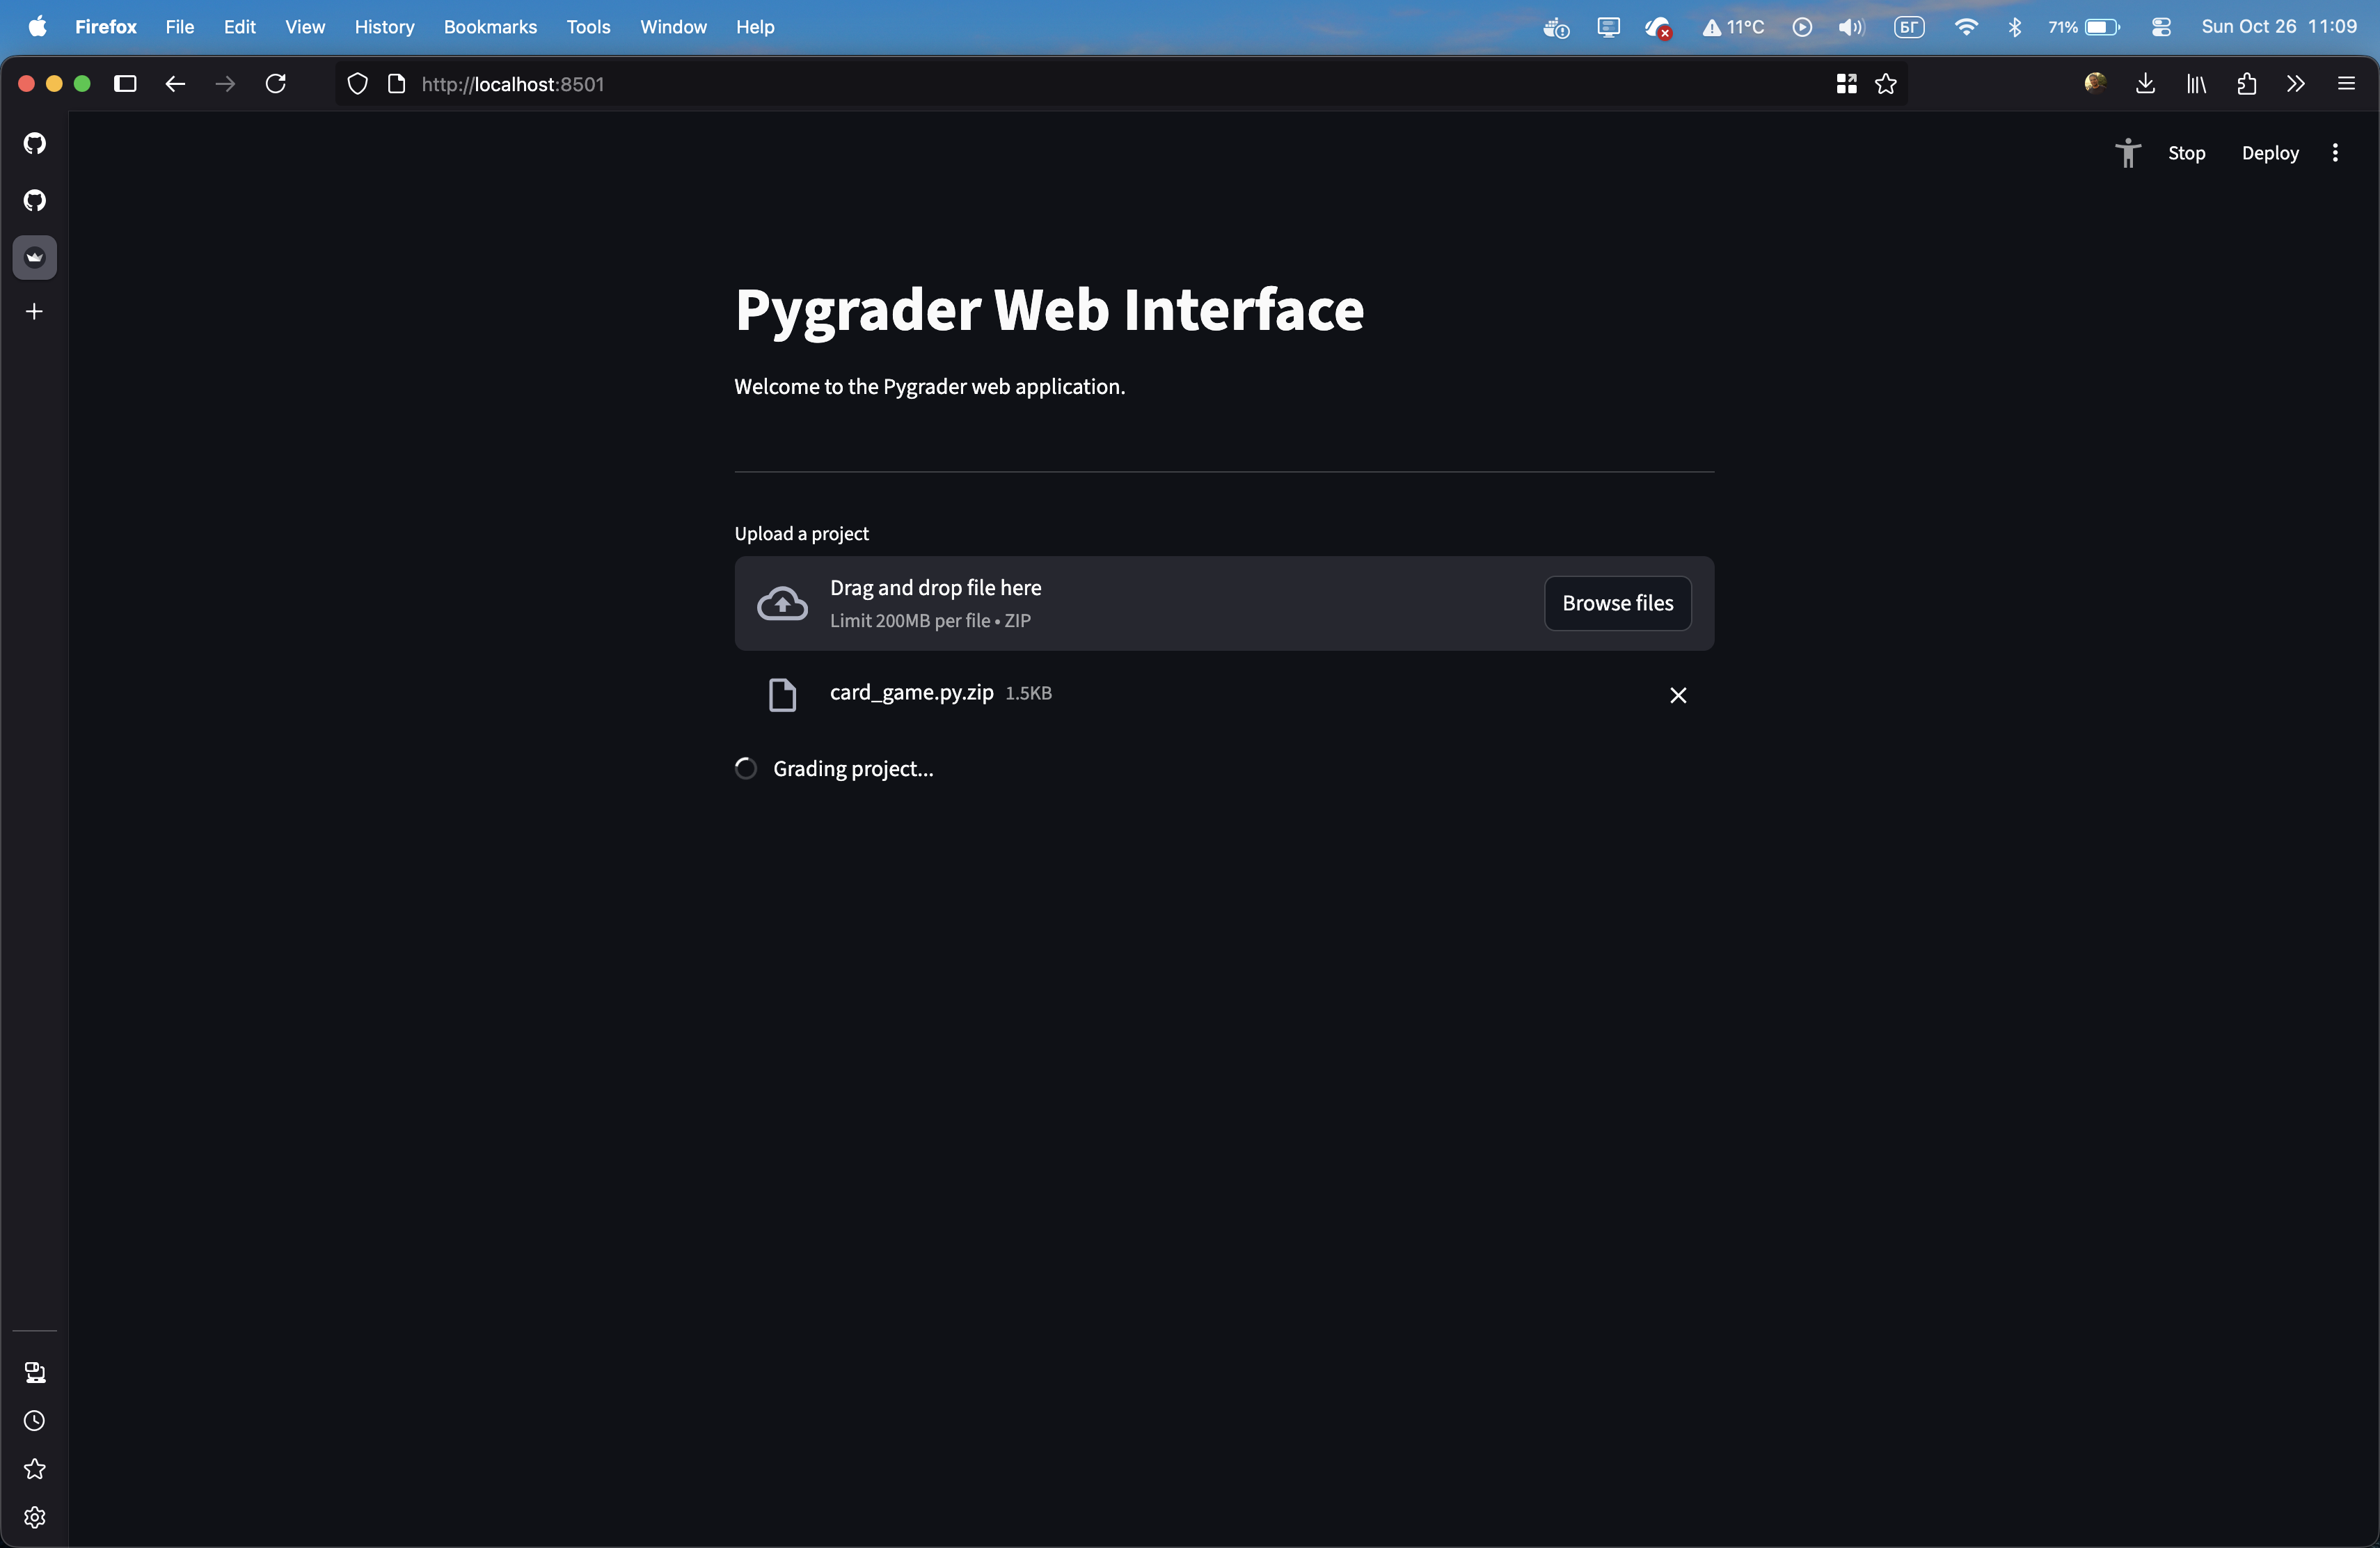 Firefox File Edit View History Bookmarks Tools Window Help 11°C БГ 71% Sun Oct 26 11:09
http://localhost:8501
Stop Deploy
Pygrader Web Interface
Welcome to the Pygrader web application.
Upload a project
Drag and drop file here
Limit 200MB per file • ZIP
Browse files
card_game.py.zip 1.5KB
Grading project...